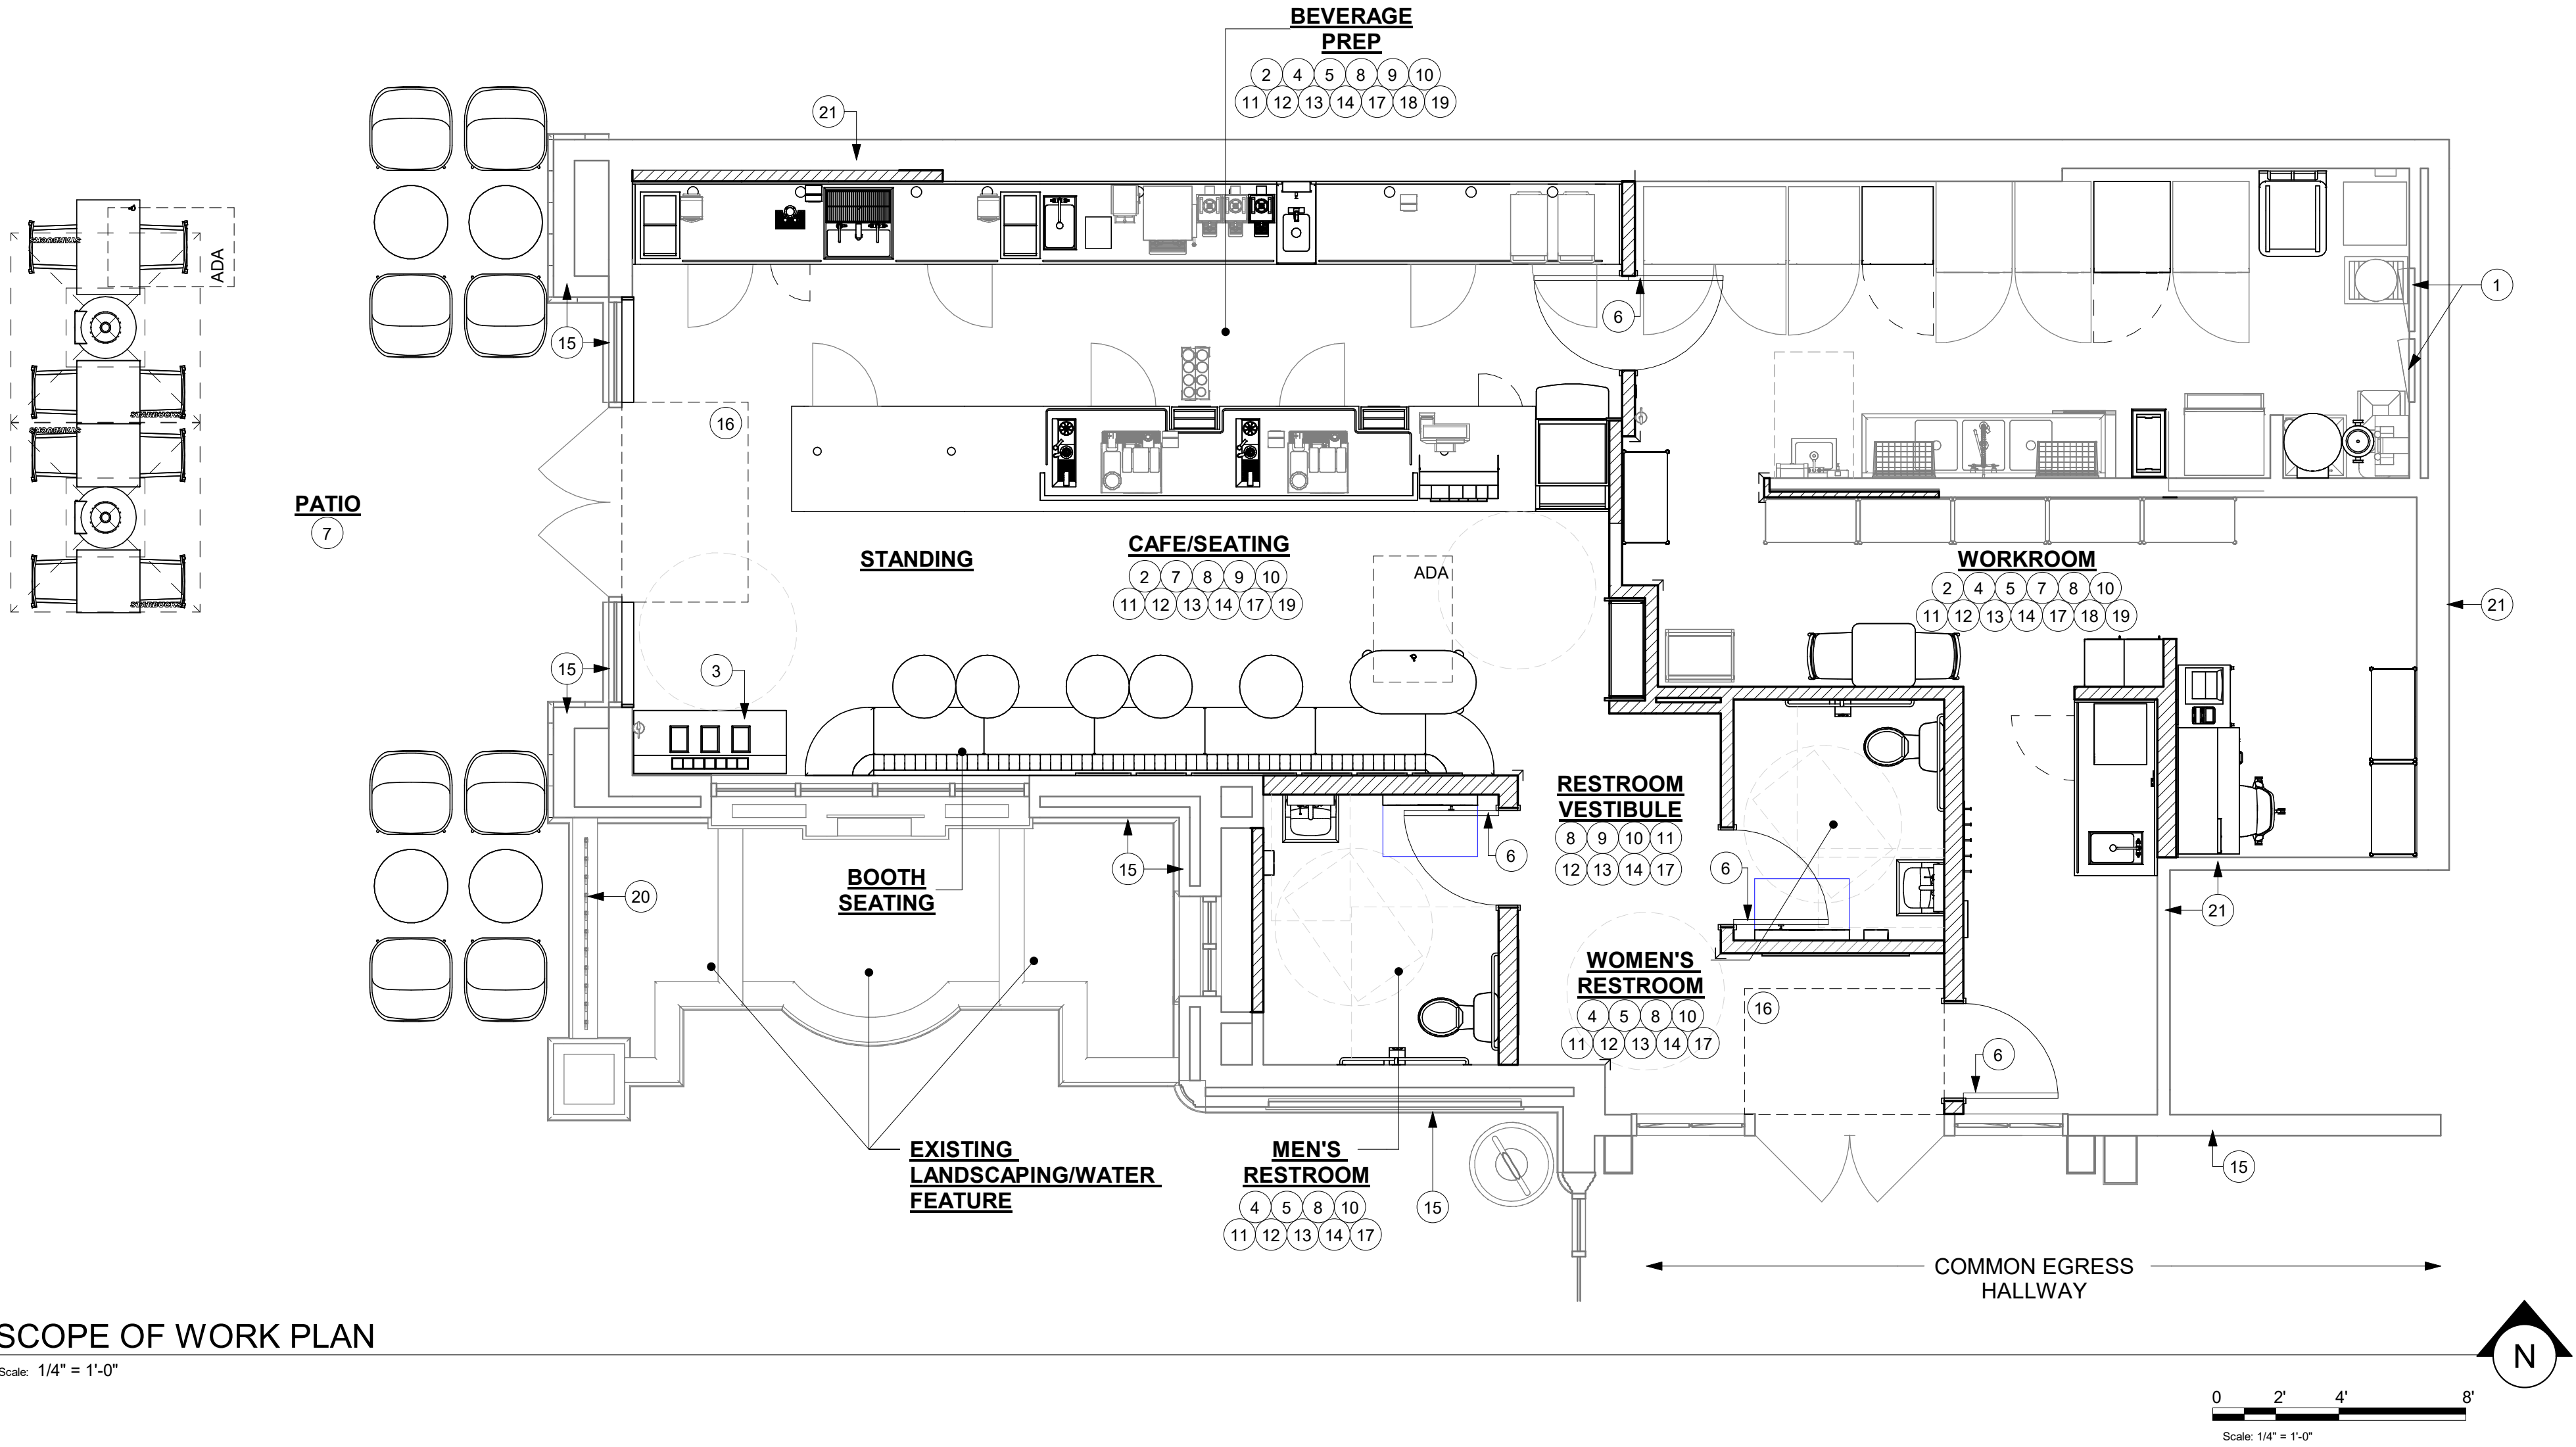 BEVERAGE
PREP
2 4 5 8 9 10
11 12 13 14 17 18 19
21
6
1
ADA
STARBUCKS
15
16
STARBUCKS
STARBUCKS
PATIO
7
STANDING
CAFE/SEATING
2 7 8 9 10
11 12 13 14 17 19
ADA
WORKROOM
2 4 5 7 8 10
11 12 13 14 17 18 19
21
STARBUCKS
15
3
RESTROOM
VESTIBULE
8 9 10 11
12 13 14 17
6
6
15
BOOTH
SEATING
20
21
WOMEN'S
RESTROOM
4 5 8 10
11 12 13 14 17
16
6
EXISTING
LANDSCAPING/WATER
FEATURE
MEN'S
RESTROOM
4 5 8 10
11 12 13 14 17
15
15
COMMON EGRESS
HALLWAY
SCOPE OF WORK PLAN
Scale: 1/4" = 1'-0"
N
0 2' 4' 8'
Scale: 1/4" = 1'-0"